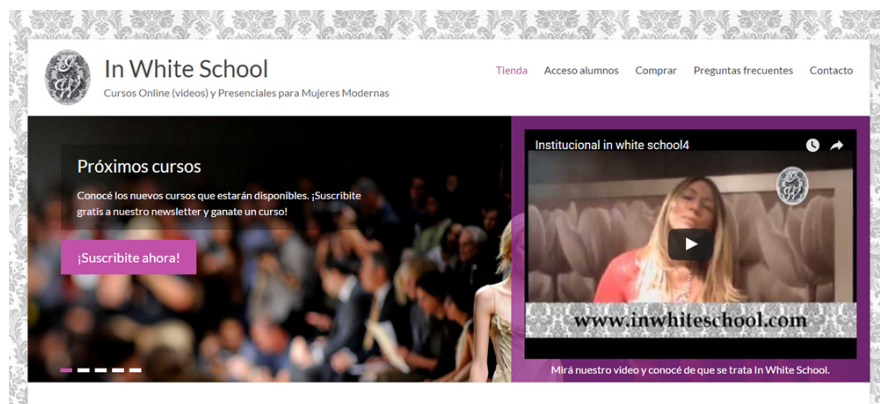 In White School
Cursos Online (videos) y Presenciales para Mujeres Modernas
Tienda Acceso alumnos Comprar Preguntas frecuentes Contacto
Próximos cursos
Conocé los nuevos cursos que estarán disponibles. ¡Suscribite
gratis a nuestro newsletter y ganate un curso!
¡Suscribite ahora!
Institucional in white school4
www.inwhiteschool.com
Mirá nuestro video y conocé de que se trata In White School.